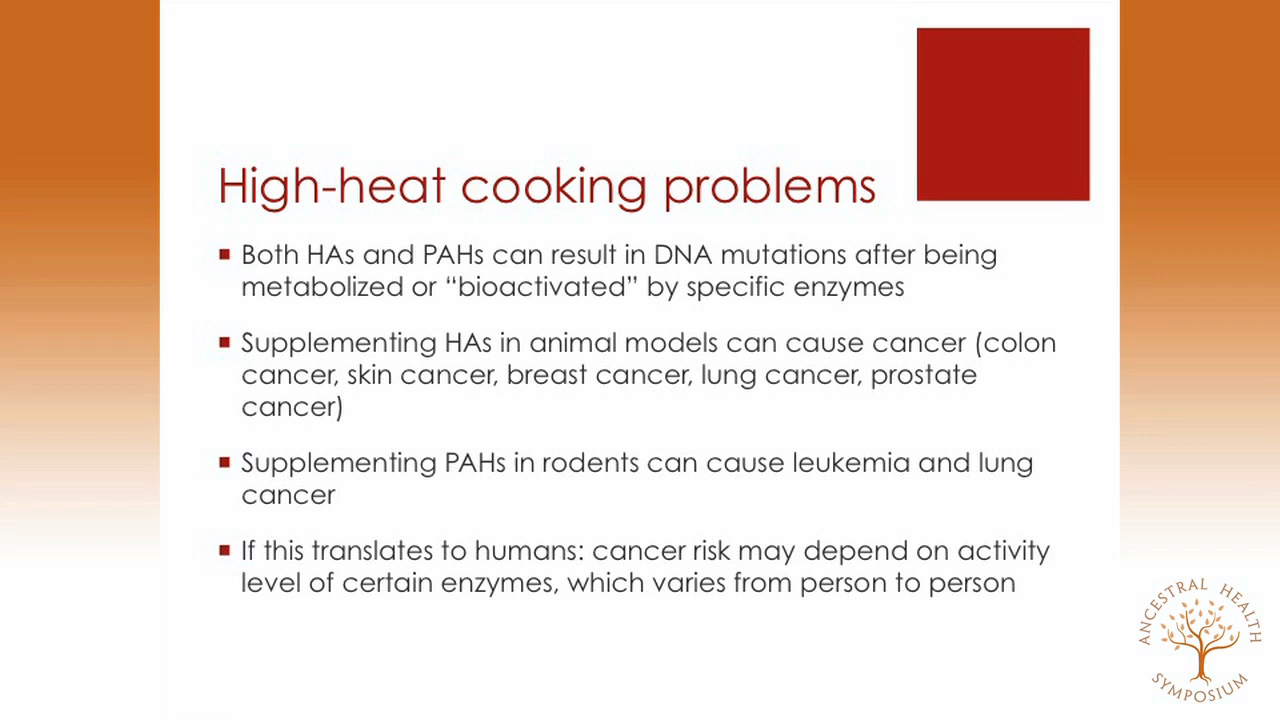 High-heat cooking problems
Both HAs and PAHs can result in DNA mutations after being
metabolized or “bioactivated” by specific enzymes
Supplementing HAs in animal models can cause cancer (colon
cancer, skin cancer, breast cancer, lung cancer, prostate
cancer)
Supplementing PAHs in rodents can cause leukemia and lung
cancer
If this translates to humans: cancer risk may depend on activity
level of certain enzymes, which varies from person to person
ANCESTRAL HEALTH
SYMPOSIUM